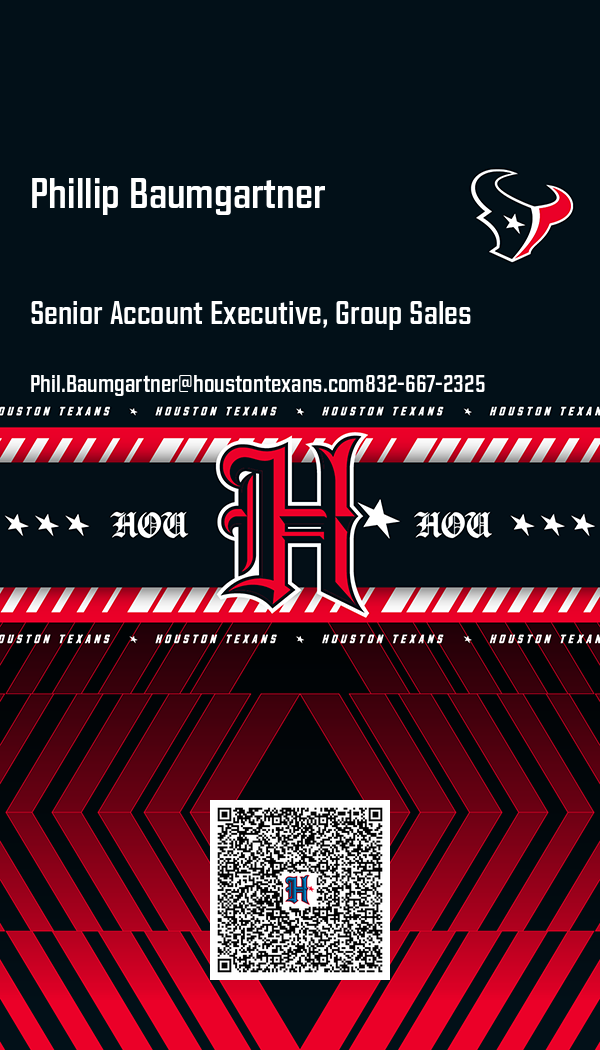 Phillip Baumgartner
Senior Account Executive, Group Sales
Phil.Baumgartner@houstontexans.com832-667-2325
HOUSTON TEXANS ★ HOUSTON TEXANS ★ HOUSTON TEXANS ★ HOUSTON TEXANS
H
★ ★ ★ HOU ★ HOU ★ ★ ★
HOUSTON TEXANS ★ HOUSTON TEXANS ★ HOUSTON TEXANS ★ HOUSTON TEXANS
H